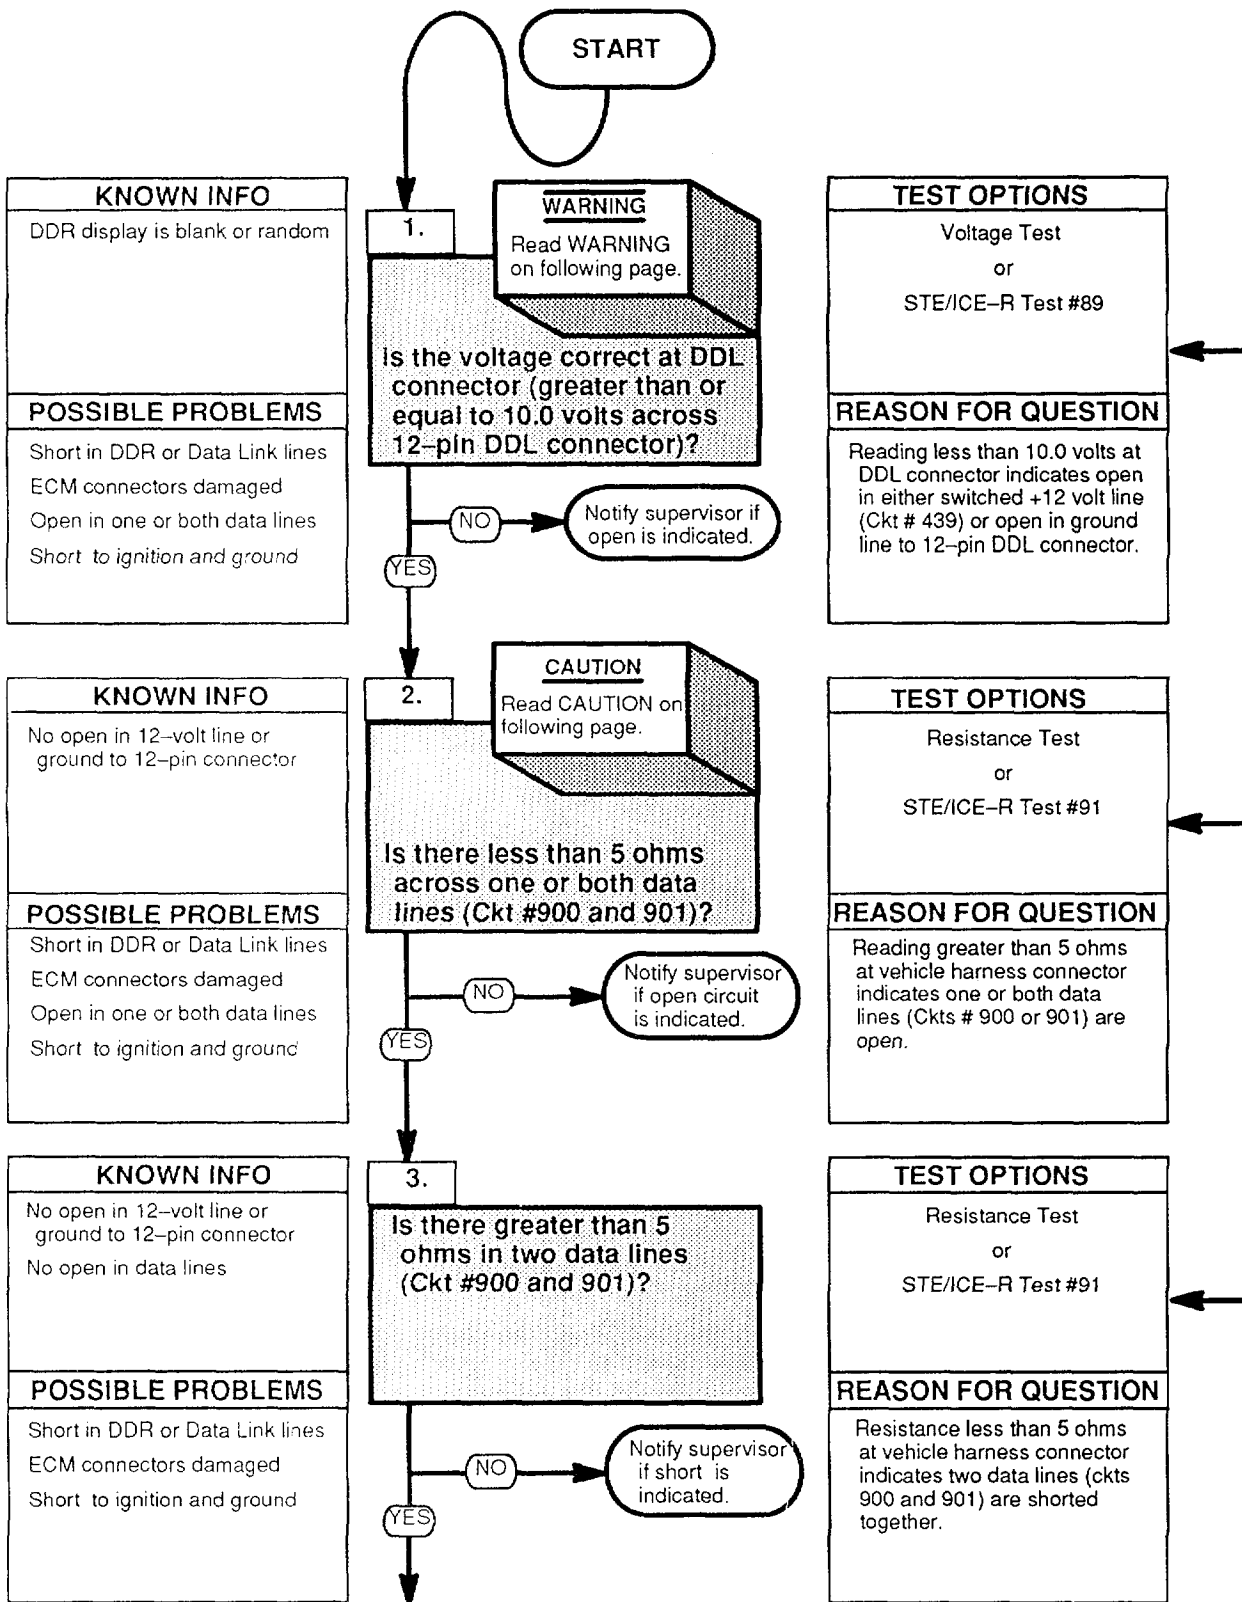 START
KNOWN INFO
DDR display is blank or random
POSSIBLE PROBLEMS
Short in DDR or Data Link lines
ECM connectors damaged
Open in one or both data lines
Short to ignition and ground
1.
WARNING
Read WARNING
on following page.
Is the voltage correct at DDL
connector (greater than or
equal to 10.0 volts across
12–pin DDL connector)?
NO
Notify supervisor if
open is indicated.
YES
TEST OPTIONS
Voltage Test
or
STE/ICE–R Test #89
REASON FOR QUESTION
Reading less than 10.0 volts at
DDL connector indicates open
in either switched +12 volt line
(Ckt # 439) or open in ground
line to 12–pin DDL connector.
KNOWN INFO
No open in 12–volt line or
ground to 12–pin connector
POSSIBLE PROBLEMS
Short in DDR or Data Link lines
ECM connectors damaged
Open in one or both data lines
Short to ignition and ground
2.
CAUTION
Read CAUTION on
following page.
Is there less than 5 ohms
across one or both data
lines (Ckt #900 and 901)?
NO
Notify supervisor
if open circuit
is indicated.
YES
TEST OPTIONS
Resistance Test
or
STE/ICE–R Test #91
REASON FOR QUESTION
Reading greater than 5 ohms
at vehicle harness connector
indicates one or both data
lines (Ckts # 900 or 901) are
open.
KNOWN INFO
No open in 12–volt line or
ground to 12–pin connector
No open in data lines
POSSIBLE PROBLEMS
Short in DDR or Data Link lines
ECM connectors damaged
Short to ignition and ground
3.
Is there greater than 5
ohms in two data lines
(Ckt #900 and 901)?
NO
Notify supervisor
if short is
indicated.
YES
TEST OPTIONS
Resistance Test
or
STE/ICE–R Test #91
REASON FOR QUESTION
Resistance less than 5 ohms
at vehicle harness connector
indicates two data lines (ckts
900 and 901) are shorted
together.